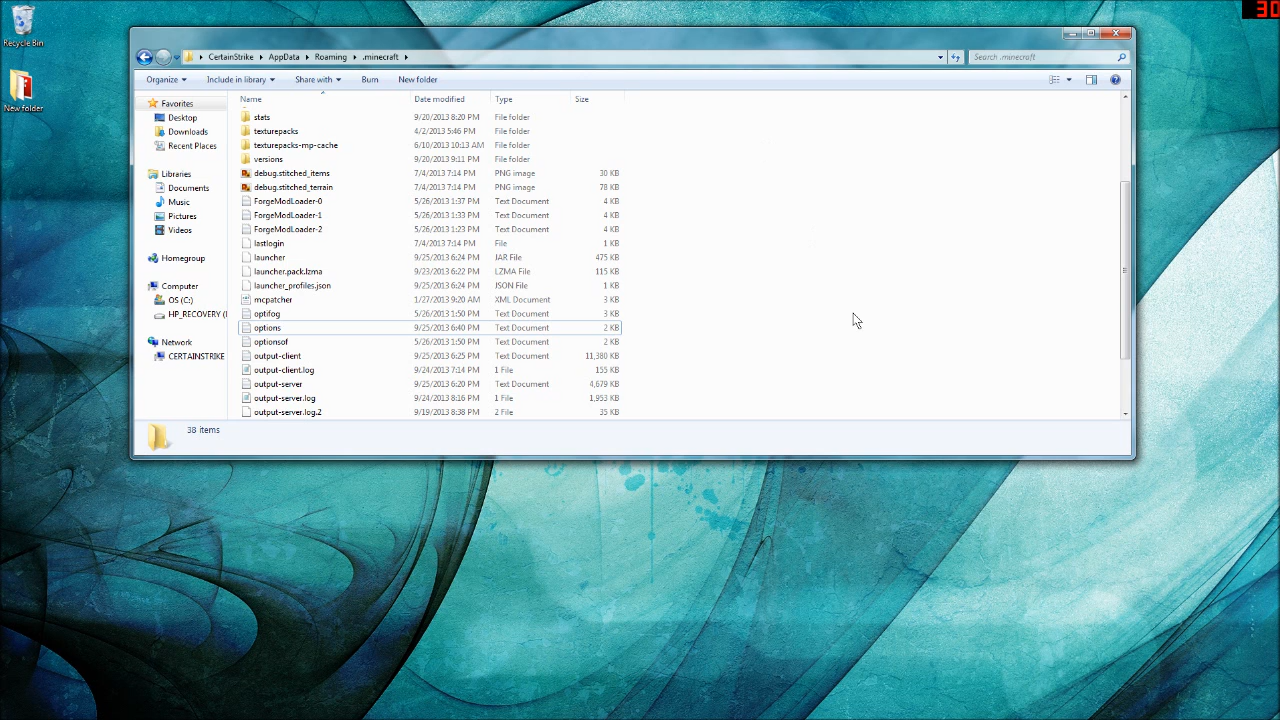 30
Recycle Bin
New folder
CertainStrike AppData Roaming .minecraft
Search .minecraft
Organize Include in library Share with Burn New folder
Name Date modified Type Size
Favorites
Desktop
Downloads
Recent Places
Libraries
Documents
Music
Pictures
Videos
Homegroup
Computer
OS (C:)
HP_RECOVERY (
Network
CERTAINSTRIKE
stats 9/20/2013 8:20 PM File folder
texturepacks 4/2/2013 5:46 PM File folder
texturepacks-mp-cache 6/10/2013 10:13 AM File folder
versions 9/20/2013 9:11 PM File folder
debug.stitched_items 7/4/2013 7:14 PM PNG image 30 KB
debug.stitched_terrain 7/4/2013 7:14 PM PNG image 78 KB
ForgeModLoader-0 5/26/2013 1:37 PM Text Document 4 KB
ForgeModLoader-1 5/26/2013 1:33 PM Text Document 4 KB
ForgeModLoader-2 5/26/2013 1:23 PM Text Document 4 KB
lastlogin 7/4/2013 7:14 PM File 1 KB
launcher 9/25/2013 6:24 PM JAR File 475 KB
launcher.pack.lzma 9/23/2013 6:22 PM LZMA File 115 KB
launcher_profiles.json 9/25/2013 6:24 PM JSON File 1 KB
mcpatcher 1/27/2013 9:20 AM XML Document 3 KB
optifog 5/26/2013 1:50 PM Text Document 3 KB
options 9/25/2013 6:40 PM Text Document 2 KB
optionsof 5/26/2013 1:50 PM Text Document 2 KB
output-client 9/25/2013 6:25 PM Text Document 11,380 KB
output-client.log 9/24/2013 7:14 PM 1 File 155 KB
output-server 9/25/2013 6:20 PM Text Document 4,679 KB
output-server.log 9/24/2013 8:16 PM 1 File 1,953 KB
output-server.log.2 9/19/2013 8:38 PM 2 File 35 KB
38 items